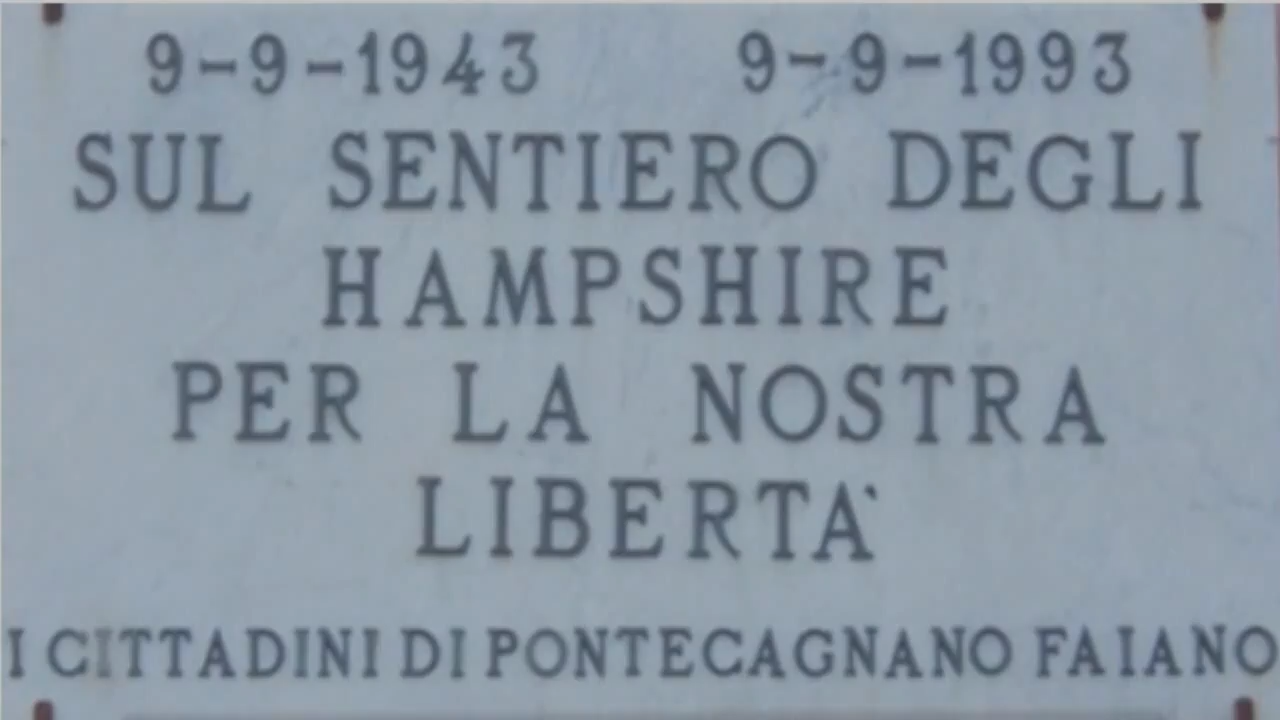 9-9-1943 9-9-1993
SUL SENTIERO DEGLI
HAMPSHIRE
PER LA NOSTRA
LIBERTA`
I CITTADINI DI PONTECAGNANO FAIANO